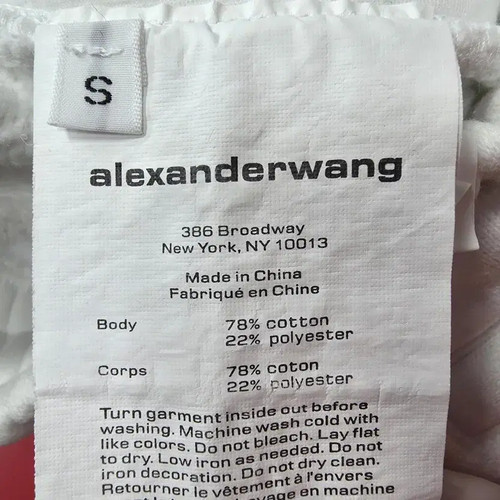 S
alexanderwang
386 Broadway
New York, NY 10013
Made in China
Fabriqué en Chine
Body 78% cotton
22% polyester
Corps 78% coton
22% polyester
Turn garment inside out before
washing. Machine wash cold with
like colors. Do not bleach. Lay flat
to dry. Low iron as needed. Do not
iron decoration. Do not dry clean.
Retourner le vêtement à l'envers
en machine